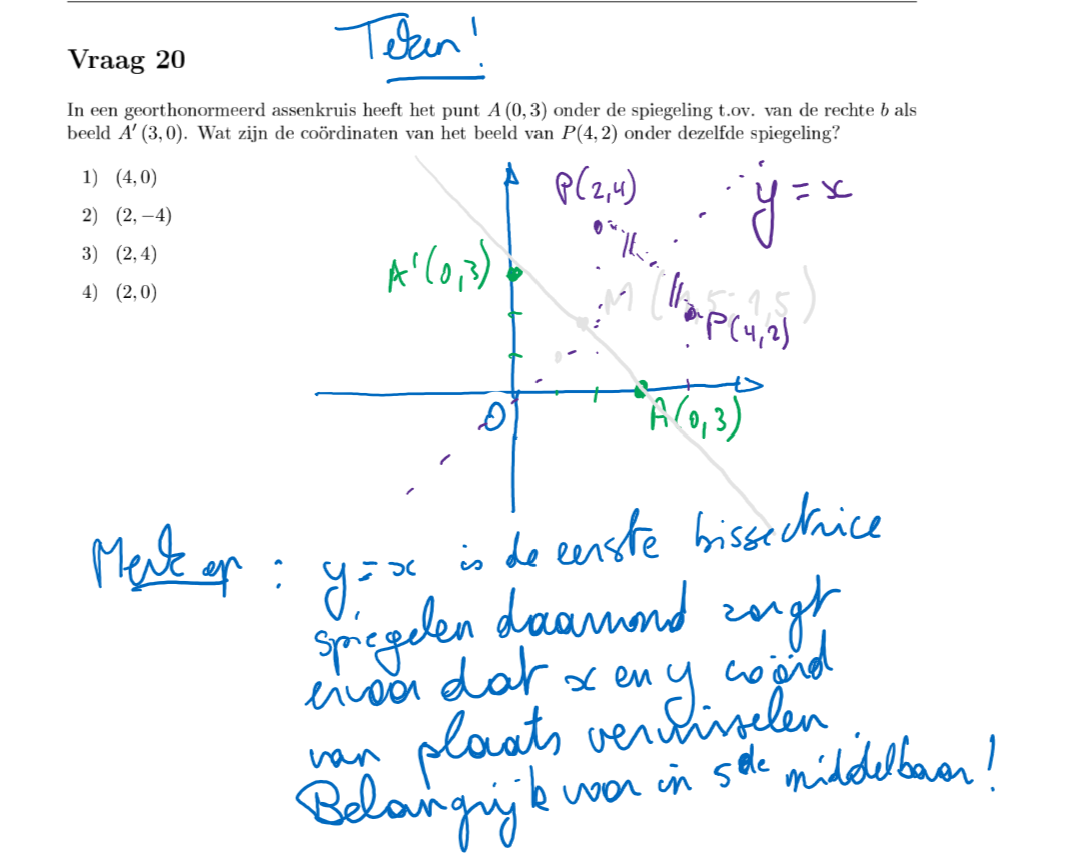 Teken!
Vraag 20
In een georthonormeerd assenkruis heeft het punt A (0, 3) onder de spiegeling t.ov. van de rechte b als
beeld A′ (3, 0). Wat zijn de coördinaten van het beeld van P(4, 2) onder dezelfde spiegeling?
1) (4, 0)
2) (2, −4)
3) (2, 4)
4) (2, 0)
P(2,4)
y = x
A'(0,3)
M (1,5; 1,5)
P(4,2)
O
A(0,3)
Merk op : y = x is de eerste bissectrice
spiegelen daarrond zorgt
ervoor dat x en y coörd
van plaats verwisselen
Belangrijk voor in 5de middelbaar!